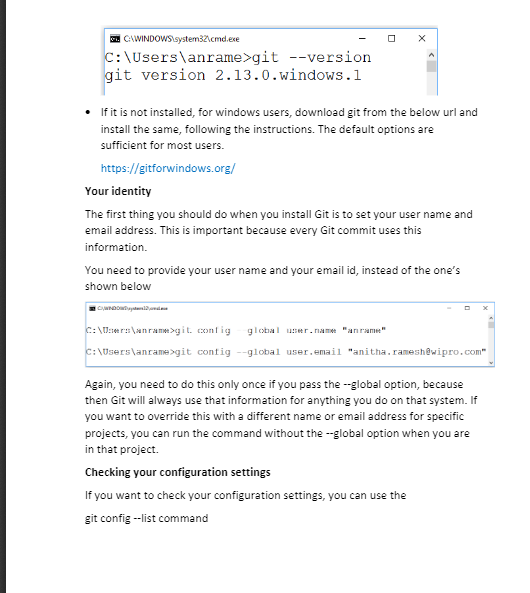 C:\WINDOWS\system32\cmd.exe
C:\Users\anrame>git --version
git version 2.13.0.windows.1
• If it is not installed, for windows users, download git from the below url and
install the same, following the instructions. The default options are
sufficient for most users.
https://gitforwindows.org/
Your identity
The first thing you should do when you install Git is to set your user name and
email address. This is important because every Git commit uses this
information.
You need to provide your user name and your email id, instead of the one's
shown below
C:\WINDOWS\system32\cmd.exe
C:\Users\anrame>git config --global user.name "anrame"
C:\Users\anrame>git config --global user.email "anitha.ramesh@wipro.com"
Again, you need to do this only once if you pass the --global option, because
then Git will always use that information for anything you do on that system. If
you want to override this with a different name or email address for specific
projects, you can run the command without the --global option when you are
in that project.
Checking your configuration settings
If you want to check your configuration settings, you can use the
git config --list command